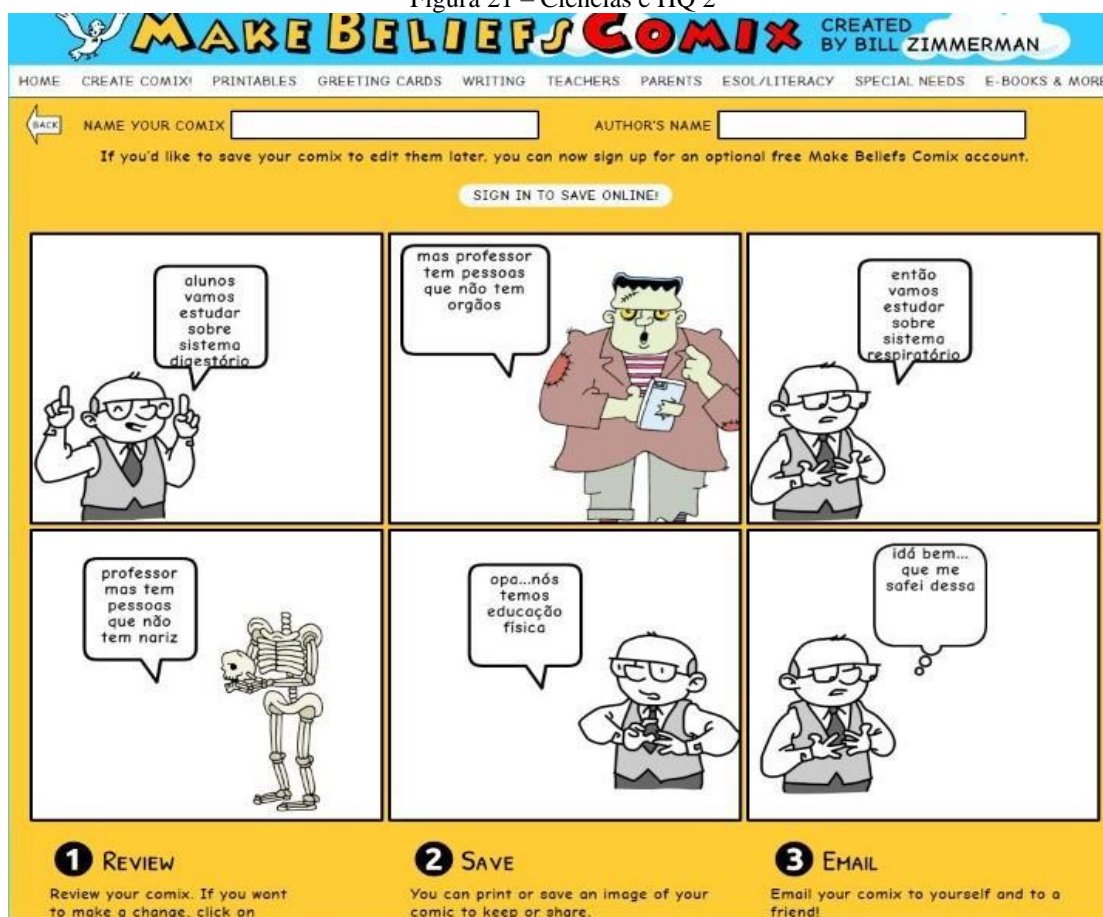 Figura 21 – Ciências e HQ 2
MAKE BELIEFS COMIX
CREATED
BY BILL ZIMMERMAN
HOME CREATE COMIX! PRINTABLES GREETING CARDS WRITING TEACHERS PARENTS ESOL/LITERACY SPECIAL NEEDS E-BOOKS & MORE
BACK
NAME YOUR COMIX
AUTHOR'S NAME
If you'd like to save your comix to edit them later, you can now sign up for an optional free Make Beliefs Comix account.
SIGN IN TO SAVE ONLINE!
alunos
vamos
estudar
sobre
sistema
digestório
mas professor
tem pessoas
que não tem
orgãos
então
vamos
estudar
sobre
sistema
respiratório
professor
mas tem
pessoas
que não
tem nariz
opa...nós
temos
educação
física
idá bem...
que me
safei dessa
1 REVIEW
Review your comix. If you want
to make a change, click on
2 SAVE
You can print or save an image of your
comic to keep or share.
3 EMAIL
Email your comix to yourself and to a
friend!